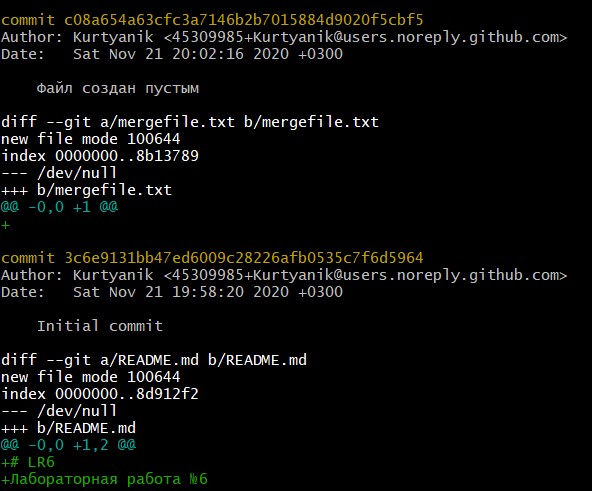 commit c08a654a63cfc3a7146b2b7015884d9020f5cbf5
Author: Kurtyanik <45309985+Kurtyanik@users.noreply.github.com>
Date:   Sat Nov 21 20:02:16 2020 +0300
Файл создан пустым
diff --git a/mergefile.txt b/mergefile.txt
new file mode 100644
index 0000000..8b13789
--- /dev/null
+++ b/mergefile.txt
@@ -0,0 +1 @@
+
commit 3c6e9131bb47ed6009c28226afb0535c7f6d5964
Author: Kurtyanik <45309985+Kurtyanik@users.noreply.github.com>
Date:   Sat Nov 21 19:58:20 2020 +0300
Initial commit
diff --git a/README.md b/README.md
new file mode 100644
index 0000000..8d912f2
--- /dev/null
+++ b/README.md
@@ -0,0 +1,2 @@
+# LR6
+Лабораторная работа №6